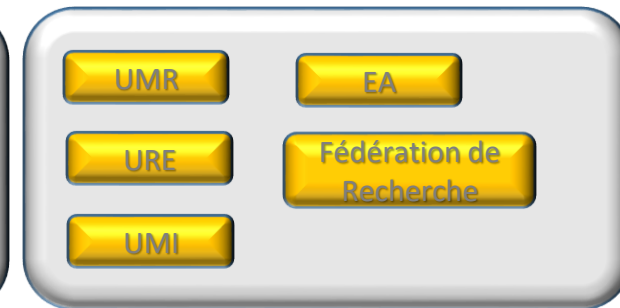 UMR
EA
URE
Fédération de
Recherche
UMI